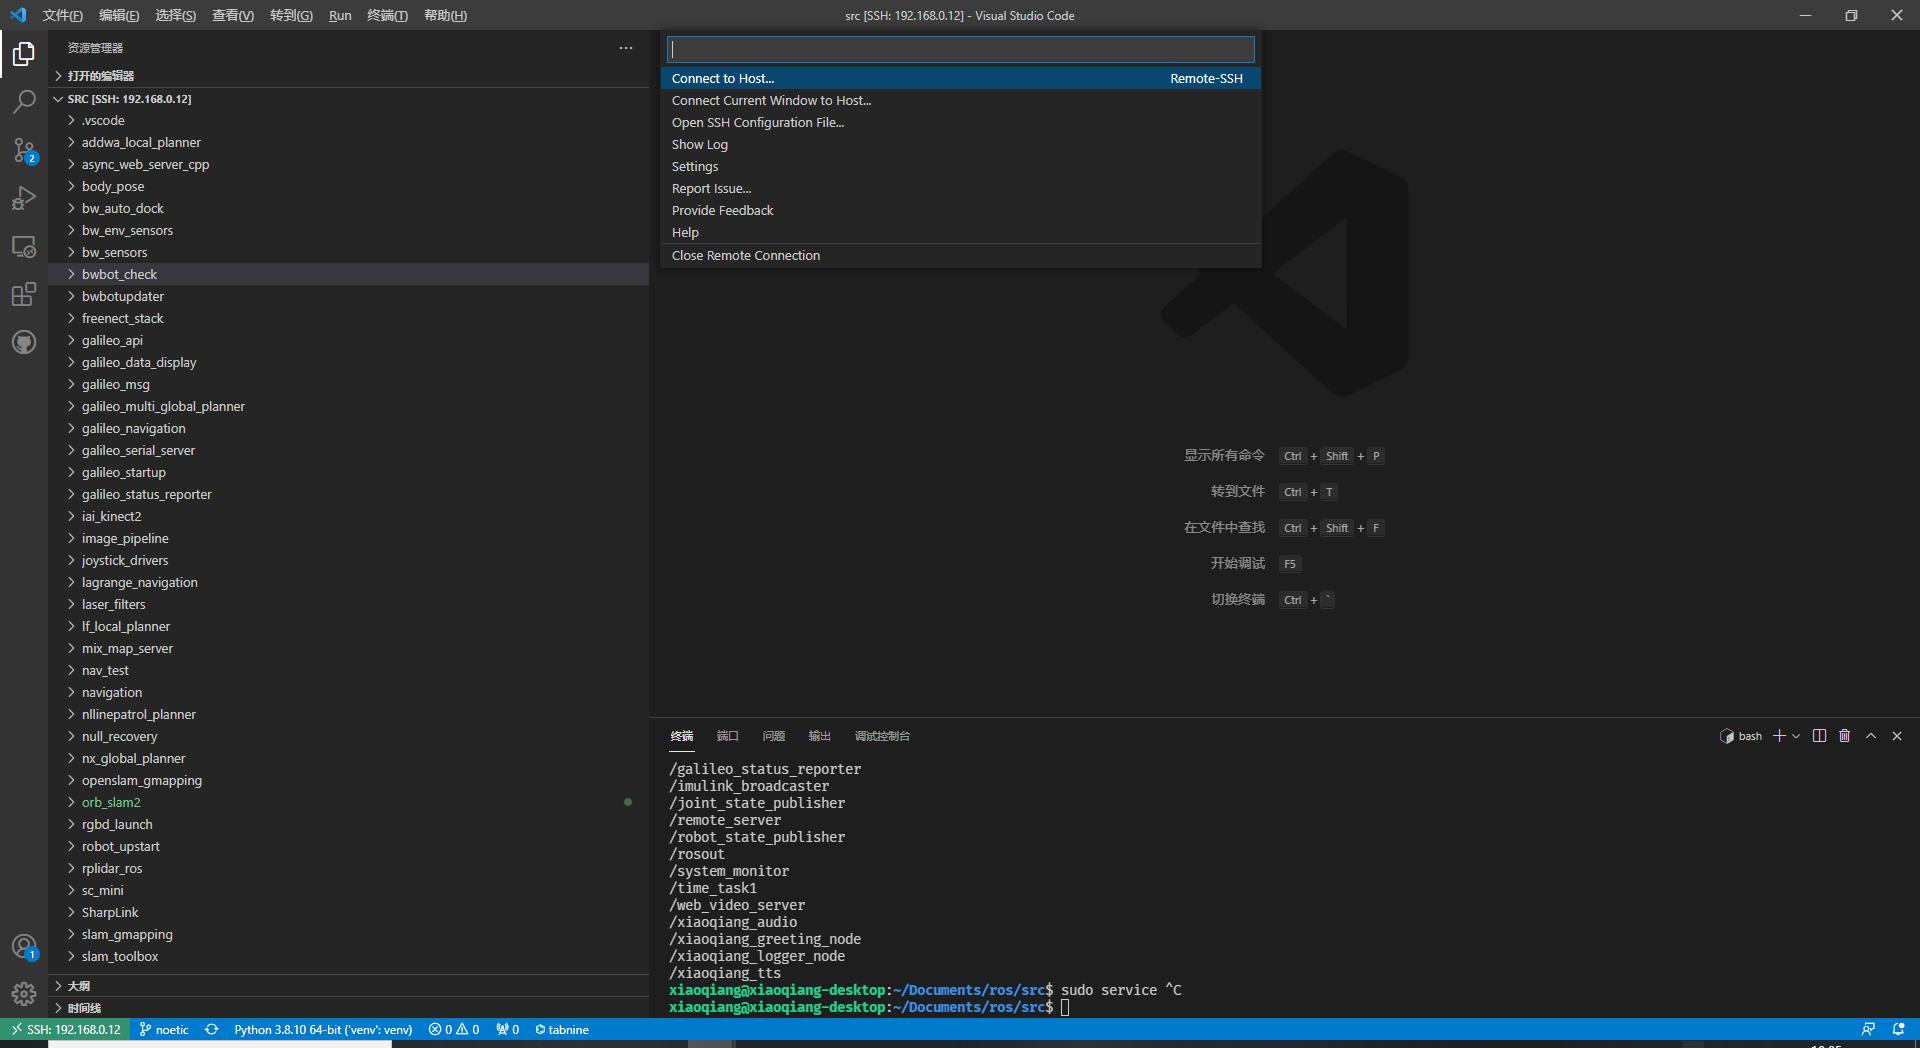 文件(F) 编辑(E) 选择(S) 查看(V) 转到(G) Run 终端(T) 帮助(H)
src [SSH: 192.168.0.12] - Visual Studio Code
资源管理器
打开的编辑器
SRC [SSH: 192.168.0.12]
.vscode
addwa_local_planner
async_web_server_cpp
body_pose
bw_auto_dock
bw_env_sensors
bw_sensors
bwbot_check
bwbotupdater
freenect_stack
galileo_api
galileo_data_display
galileo_msg
galileo_multi_global_planner
galileo_navigation
galileo_serial_server
galileo_startup
galileo_status_reporter
iai_kinect2
image_pipeline
joystick_drivers
lagrange_navigation
laser_filters
lf_local_planner
mix_map_server
nav_test
navigation
nllinepatrol_planner
null_recovery
nx_global_planner
openslam_gmapping
orb_slam2
rgbd_launch
robot_upstart
rplidar_ros
sc_mini
SharpLink
slam_gmapping
slam_toolbox
大纲
时间线
2
1
Connect to Host... Remote-SSH
Connect Current Window to Host...
Open SSH Configuration File...
Show Log
Settings
Report Issue...
Provide Feedback
Help
Close Remote Connection
显示所有命令 Ctrl + Shift + P
转到文件 Ctrl + T
在文件中查找 Ctrl + Shift + F
开始调试 F5
切换终端 Ctrl + `
终端 端口 问题 输出 调试控制台
bash
/galileo_status_reporter
/imulink_broadcaster
/joint_state_publisher
/remote_server
/robot_state_publisher
/rosout
/system_monitor
/time_task1
/web_video_server
/xiaoqiang_audio
/xiaoqiang_greeting_node
/xiaoqiang_logger_node
/xiaoqiang_tts
xiaoqiang@xiaoqiang-desktop:~/Documents/ros/src$ sudo service ^C
xiaoqiang@xiaoqiang-desktop:~/Documents/ros/src$
SSH: 192.168.0.12 noetic Python 3.8.10 64-bit ('venv': venv) 0 0 0 tabnine